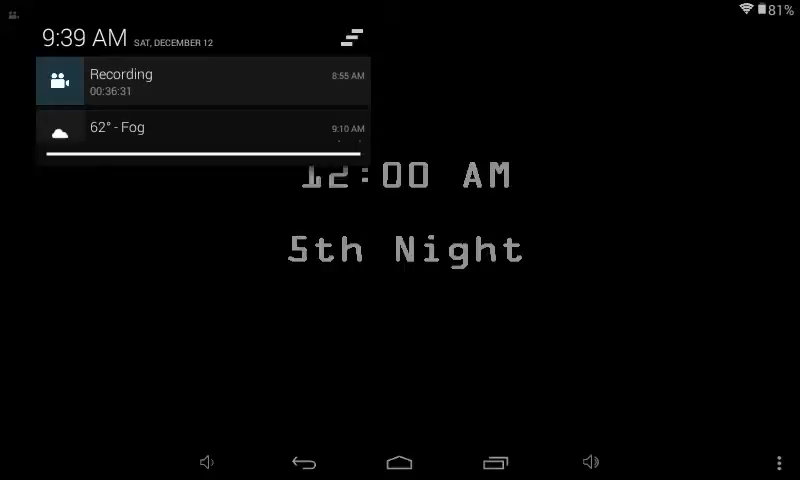 81%
9:39 AM SAT, DECEMBER 12
Recording 8:55 AM
00:36:31
62° - Fog 9:10 AM
12:00 AM
5th Night